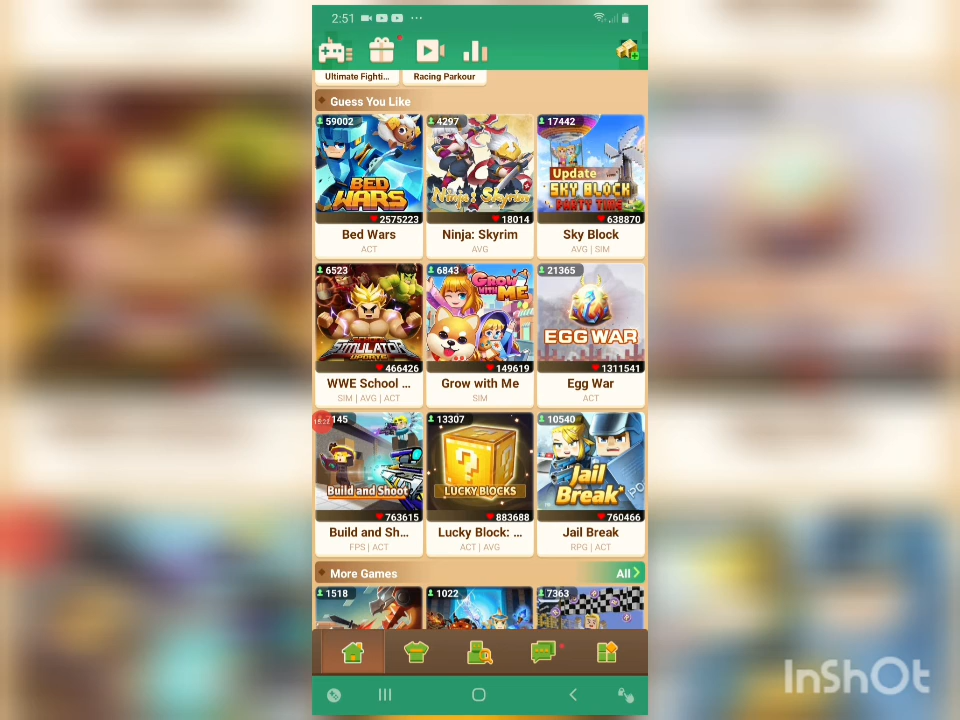 2:51
Ultimate Fighti...
Racing Parkour
Guess You Like
59002
4297
17442
BED WARS
Ninja: Skyrim
Update
SKY BLOCK
PARTY TIME
2575223
18014
638870
Bed Wars
Ninja: Skyrim
Sky Block
ACT
AVG
AVG | SIM
6523
6843
21365
SIMULATOR
UPDATE
GROW WITH ME
EGG WAR
466426
149619
1311541
WWE School ...
Grow with Me
Egg War
SIM | AVG | ACT
SIM
ACT
145
13307
10540
Build and Shoot
LUCKY BLOCKS
Jail Break
763615
883688
760466
Build and Sh...
Lucky Block: ...
Jail Break
FPS | ACT
ACT | AVG
RPG | ACT
More Games
All
1518
1022
7363
InShOt